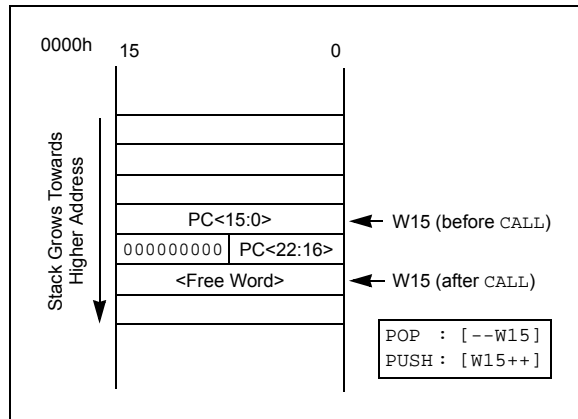 0000h
15 0
Stack Grows Towards
Higher Address
PC<15:0>
W15 (before CALL)
000000000 PC<22:16>
<Free Word>
W15 (after CALL)
POP : [--W15]
PUSH : [W15++]